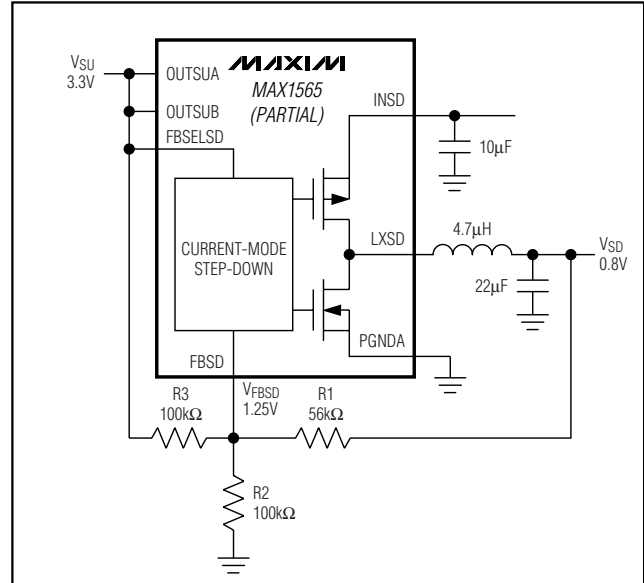 VSU
3.3V
OUTSUA
OUTSUB
FBSELSD
MAXIM
MAX1565
(PARTIAL)
INSD
10µF
CURRENT-MODE
STEP-DOWN
LXSD
4.7µH
VSD
0.8V
22µF
PGNDA
FBSD
VFBSD
1.25V
R3
100kΩ
R1
56kΩ
R2
100kΩ